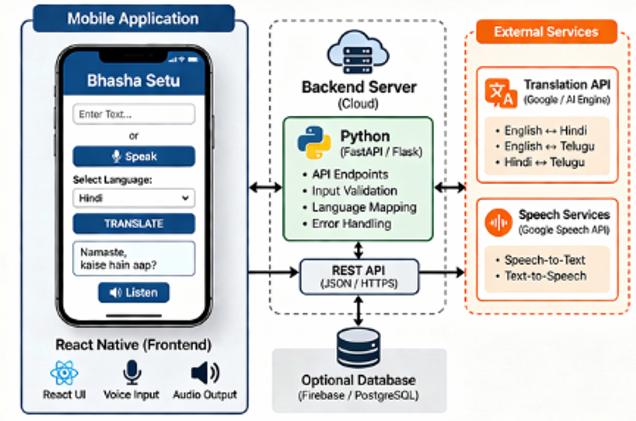 Mobile Application
Bhasha Setu
Enter Text...
or
Speak
Select Language:
Hindi
TRANSLATE
Namaste,
kaise hain aap?
Listen
React Native (Frontend)
React UI
Voice Input
Audio Output
Backend Server
(Cloud)
Python
(FastAPI / Flask)
• API Endpoints
• Input Validation
• Language Mapping
• Error Handling
REST API
(JSON / HTTPS)
Optional Database
(Firebase / PostgreSQL)
External Services
文A
Translation API
(Google / AI Engine)
• English ↔ Hindi
• English ↔ Telugu
• Hindi ↔ Telugu
Speech Services
(Google Speech API)
• Speech-to-Text
• Text-to-Speech